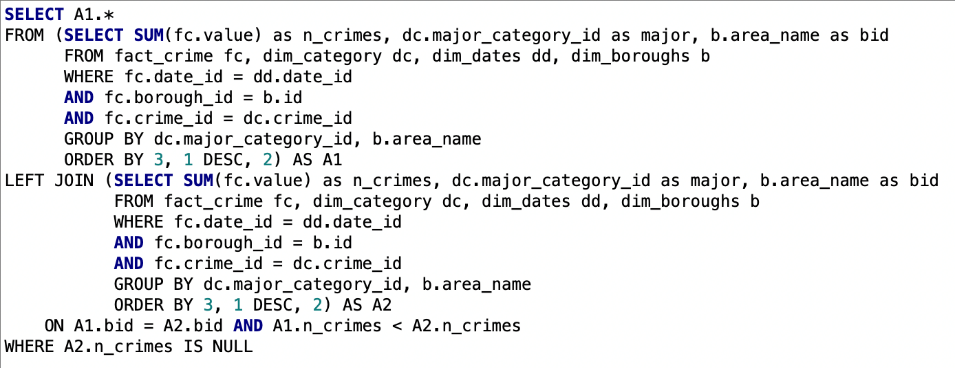 SELECT A1.*
FROM (SELECT SUM(fc.value) as n_crimes, dc.major_category_id as major, b.area_name as bid
FROM fact_crime fc, dim_category dc, dim_dates dd, dim_boroughs b
WHERE fc.date_id = dd.date_id
AND fc.borough_id = b.id
AND fc.crime_id = dc.crime_id
GROUP BY dc.major_category_id, b.area_name
ORDER BY 3, 1 DESC, 2) AS A1
LEFT JOIN (SELECT SUM(fc.value) as n_crimes, dc.major_category_id as major, b.area_name as bid
FROM fact_crime fc, dim_category dc, dim_dates dd, dim_boroughs b
WHERE fc.date_id = dd.date_id
AND fc.borough_id = b.id
AND fc.crime_id = dc.crime_id
GROUP BY dc.major_category_id, b.area_name
ORDER BY 3, 1 DESC, 2) AS A2
ON A1.bid = A2.bid AND A1.n_crimes < A2.n_crimes
WHERE A2.n_crimes IS NULL